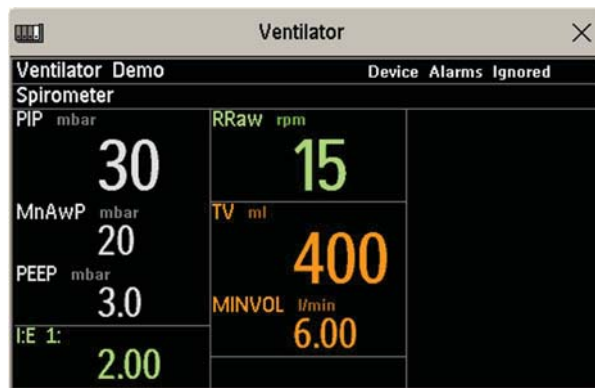 Ventilator
Ventilator Demo Device Alarms Ignored
Spirometer
PIP mbar
30
MnAwP mbar
20
PEEP mbar
3.0
I:E 1:
2.00
RRaw rpm
15
TV ml
400
MINVOL l/min
6.00